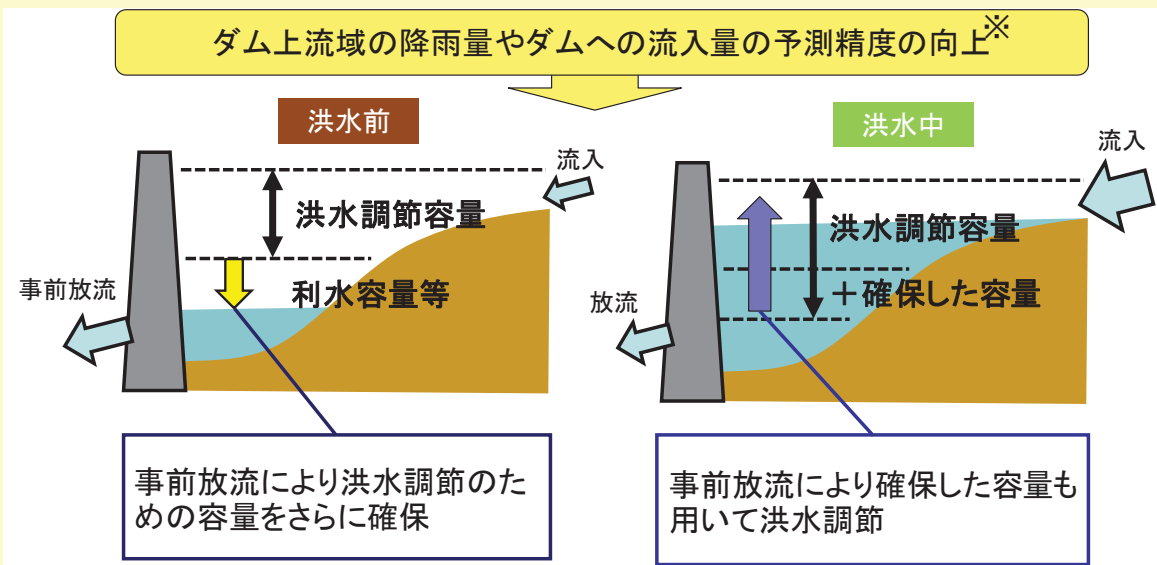 ダム上流域の降雨量やダムへの流入量の予測精度の向上※
洪水前
流入
洪水調節容量
利水容量等
事前放流
事前放流により洪水調節のた
めの容量をさらに確保
洪水中
流入
洪水調節容量
＋確保した容量
放流
事前放流により確保した容量も
用いて洪水調節